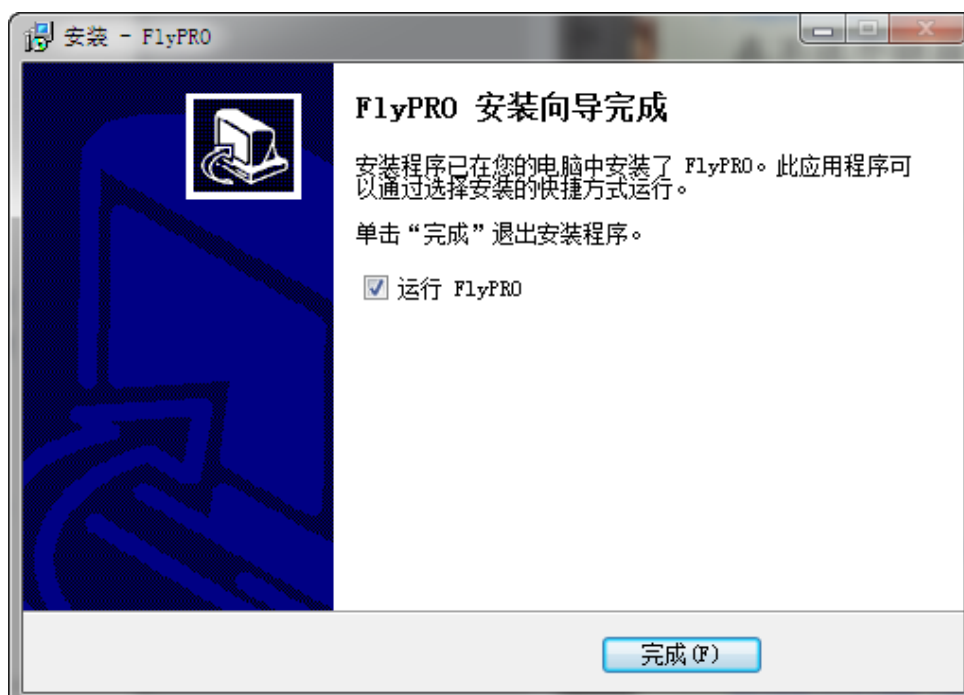 安装 - FlyPRO
FlyPRO 安装向导完成
安装程序已在您的电脑中安装了 FlyPRO。此应用程序可
以通过选择安装的快捷方式运行。
单击“完成”退出安装程序。
运行 FlyPRO
完成(F)